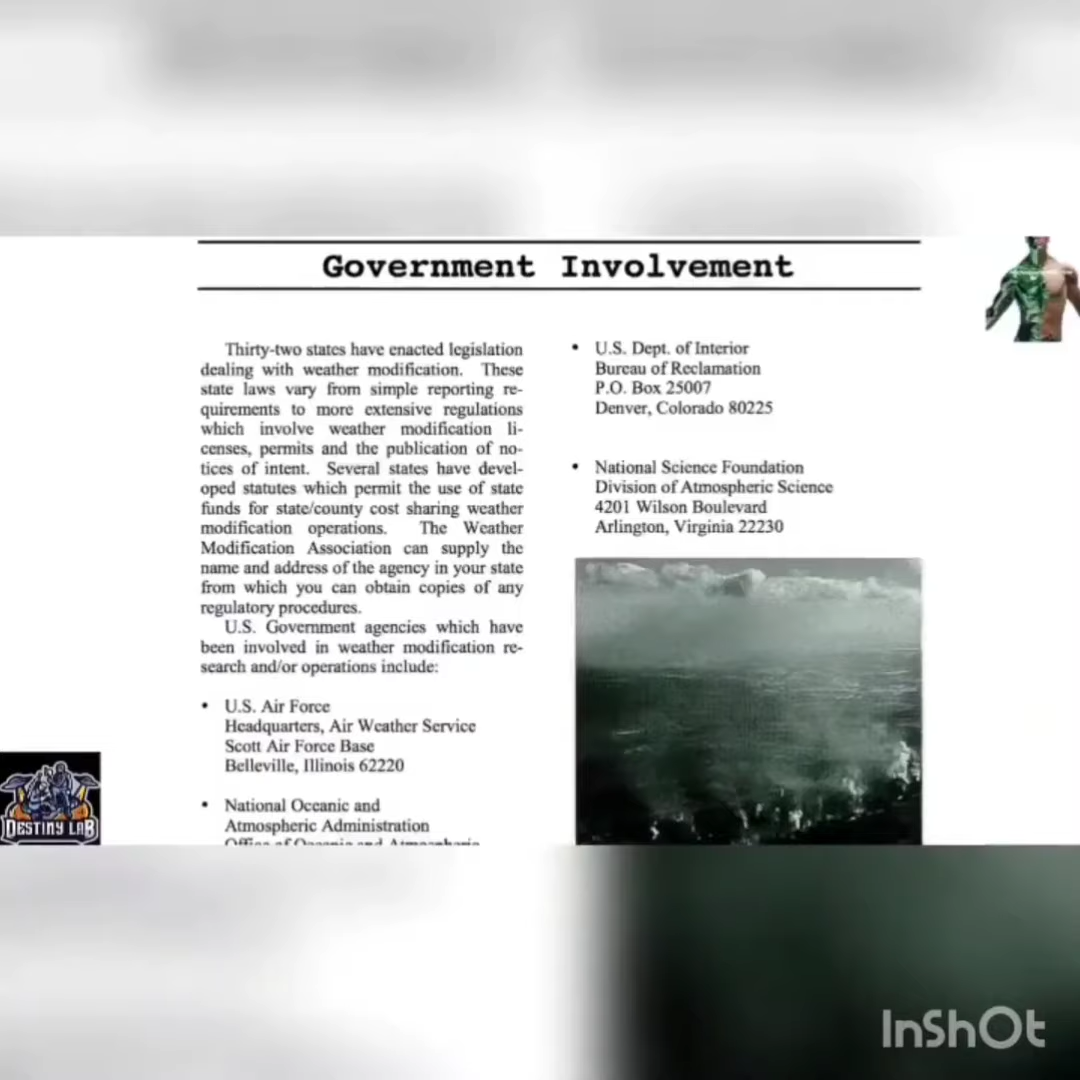 Government Involvement
Thirty-two states have enacted legislation
dealing with weather modification. These
state laws vary from simple reporting re-
quirements to more extensive regulations
which involve weather modification li-
censes, permits and the publication of no-
tices of intent. Several states have devel-
oped statutes which permit the use of state
funds for state/county cost sharing weather
modification operations. The Weather
Modification Association can supply the
name and address of the agency in your state
from which you can obtain copies of any
regulatory procedures.
U.S. Government agencies which have
been involved in weather modification re-
search and/or operations include:
• U.S. Air Force
Headquarters, Air Weather Service
Scott Air Force Base
Belleville, Illinois 62220
• National Oceanic and
Atmospheric Administration
Office of Oceanic and Atmospheric
• U.S. Dept. of Interior
Bureau of Reclamation
P.O. Box 25007
Denver, Colorado 80225
• National Science Foundation
Division of Atmospheric Science
4201 Wilson Boulevard
Arlington, Virginia 22230
DESTINY LAB
InShOt